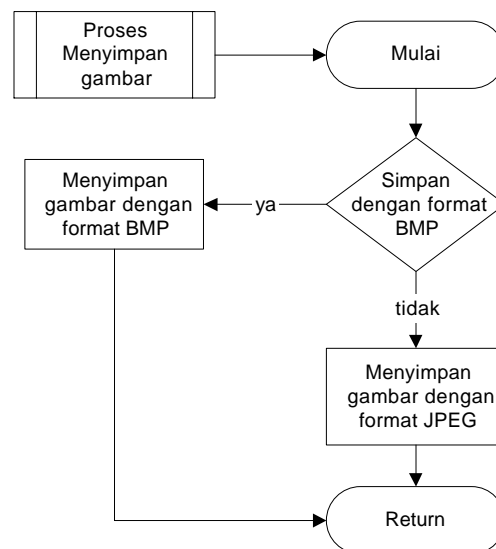 Proses
Menyimpan
gambar
Mulai
Simpan
dengan format
BMP
ya
Menyimpan
gambar dengan
format BMP
tidak
Menyimpan
gambar dengan
format JPEG
Return